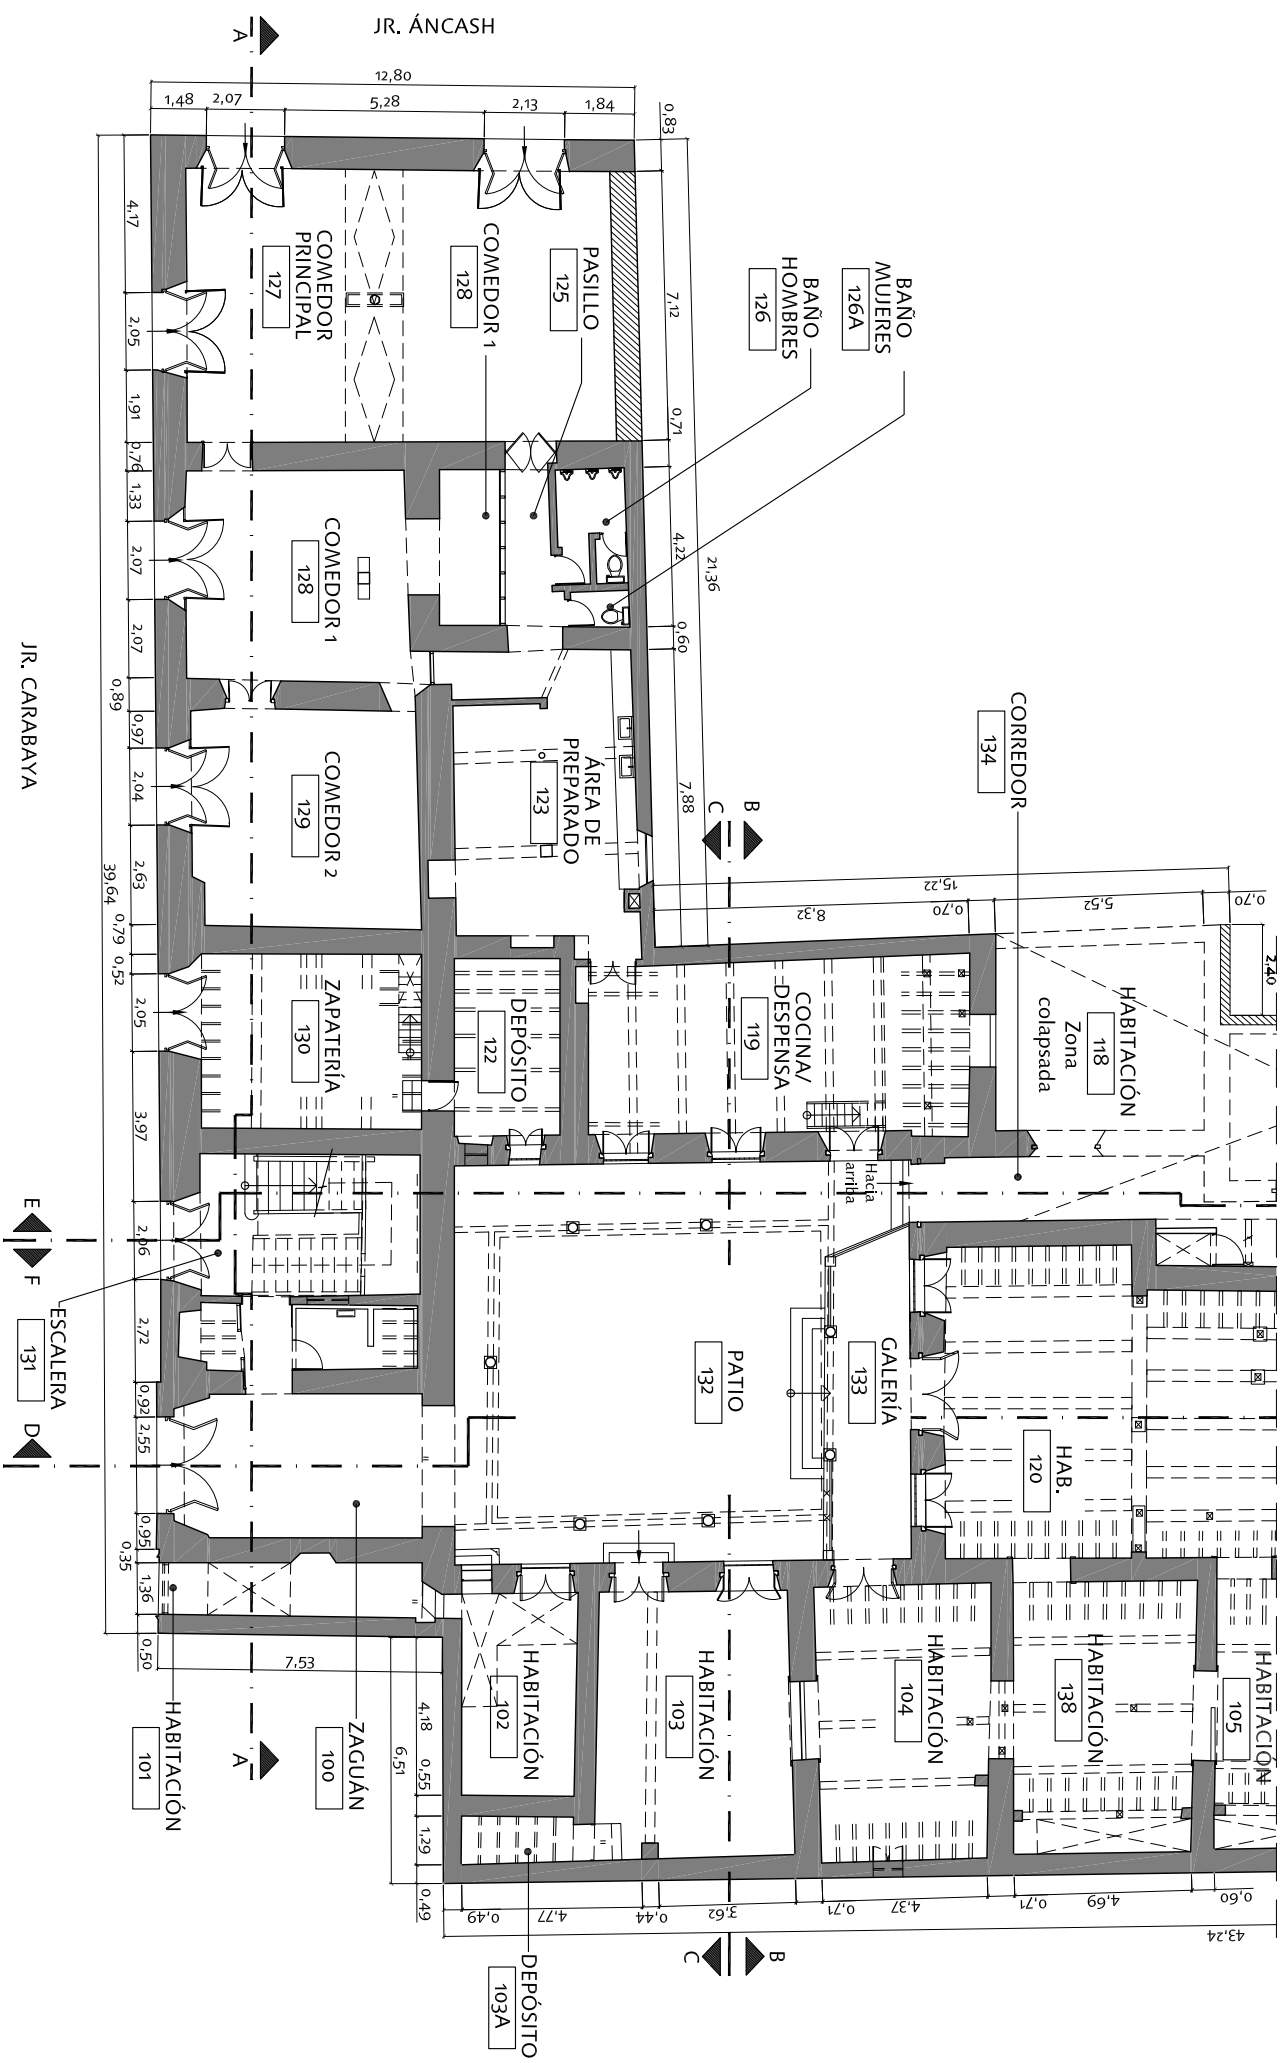 JR. ÁNCASH
A
12,80
1,48
2,07
5,28
2,13
1,84
0,83
7,12
0,71
4,22
21,36
0,60
7,88
4,17
2,05
1,91
0,76
1,33
2,07
2,07
0,89
0,97
2,04
2,63
39,64
0,79
0,52
2,05
3,97
2,06
2,72
0,92
2,55
0,95
0,35
1,36
0,50
JR. CARABAYA
COMEDOR
PRINCIPAL
127
COMEDOR 1
128
PASILLO
125
BAÑO
HOMBRES
126
BAÑO
MUJERES
126A
COMEDOR 1
128
COMEDOR 2
129
ÁREA DE
PREPARADO
123
CORREDOR
134
B
C
15,22
8,32
0,70
5,52
0,70
2,40
HABITACIÓN
118
Zona
colapsada
COCINA/
DESPENSA
119
DEPÓSITO
122
ZAPATERÍA
130
Hacia
arriba
E
F
ESCALERA
131
D
PATIO
132
GALERÍA
133
HAB.
120
ZAGUÁN
100
HABITACIÓN
101
A
HABITACIÓN
102
HABITACIÓN
103
HABITACIÓN
104
HABITACIÓN
138
HABITACIÓN
105
DEPÓSITO
103A
7,53
4,18
0,55
6,51
1,29
0,49
0,49
4,77
0,44
3,62
0,71
4,37
0,71
4,69
0,60
43,24
B
C